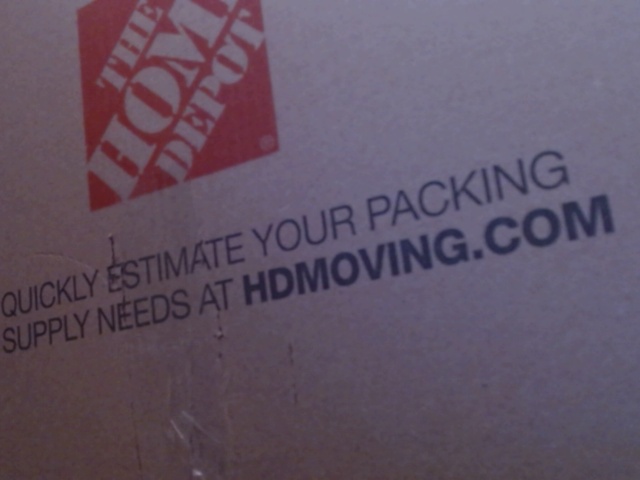 THE
HOME
DEPOT
QUICKLY ESTIMATE YOUR PACKING
SUPPLY NEEDS AT HDMOVING.COM